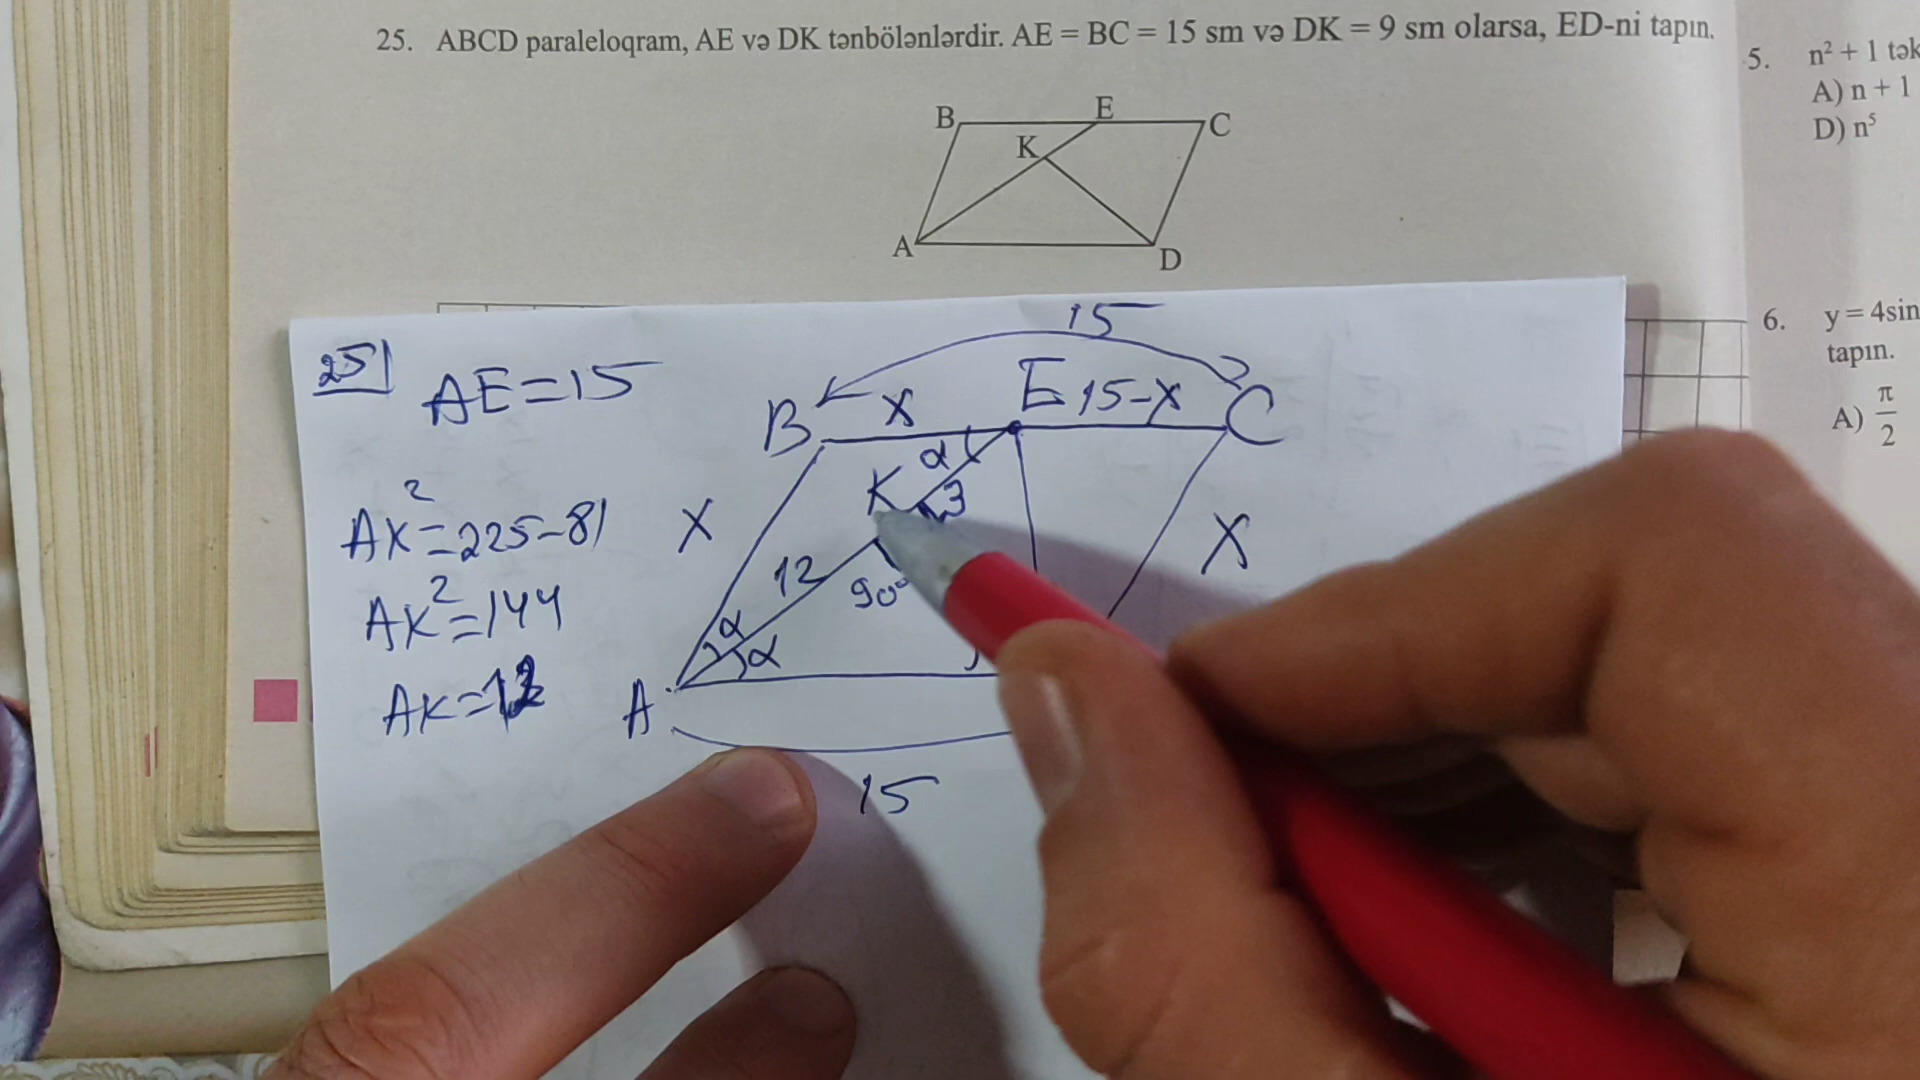 25. ABCD paraleloqram, AE və DK tənbölənlərdir. AE = BC = 15 sm və DK = 9 sm olarsa, ED-ni tapın.
B E C
K
A D
5. n² + 1 tək
A) n + 1
D) n⁵
6. y = 4sin
tapın.
A) π/2
25) AE=15
15
B x E 15-x C
α
K 3
AK²=225-81 x 12 90° x
AK²=144
α
α
AK=12 A
15